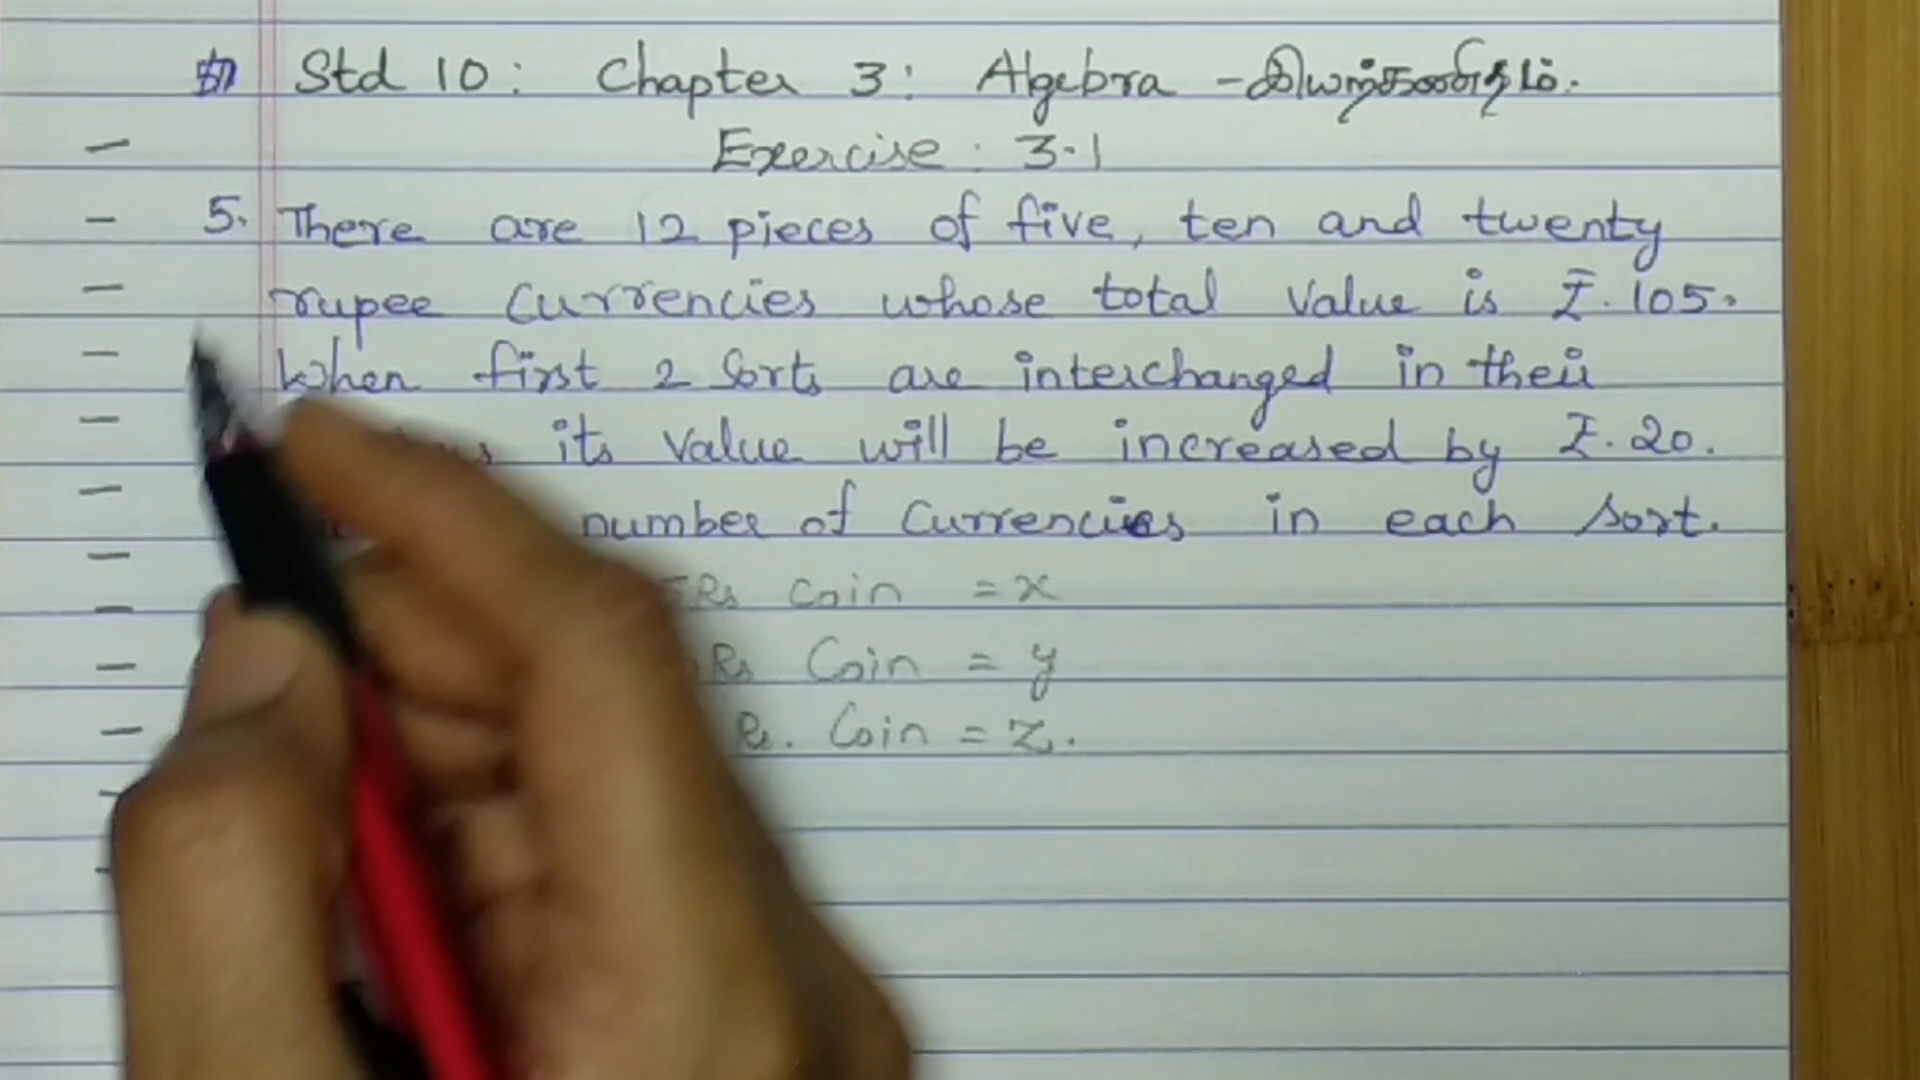 Std 10 : Chapter 3 : Algebra - இயற்கணிதம்.
Exercise : 3.1
5. There are 12 pieces of five, ten and twenty
rupee Currencies whose total Value is ₹. 105.
When first 2 Sorts are interchanged in their
its Value will be increased by ₹. 20.
number of Currencies in each sort.
5Rs Coin = x
Rs Coin = y
Rs. Coin = z.